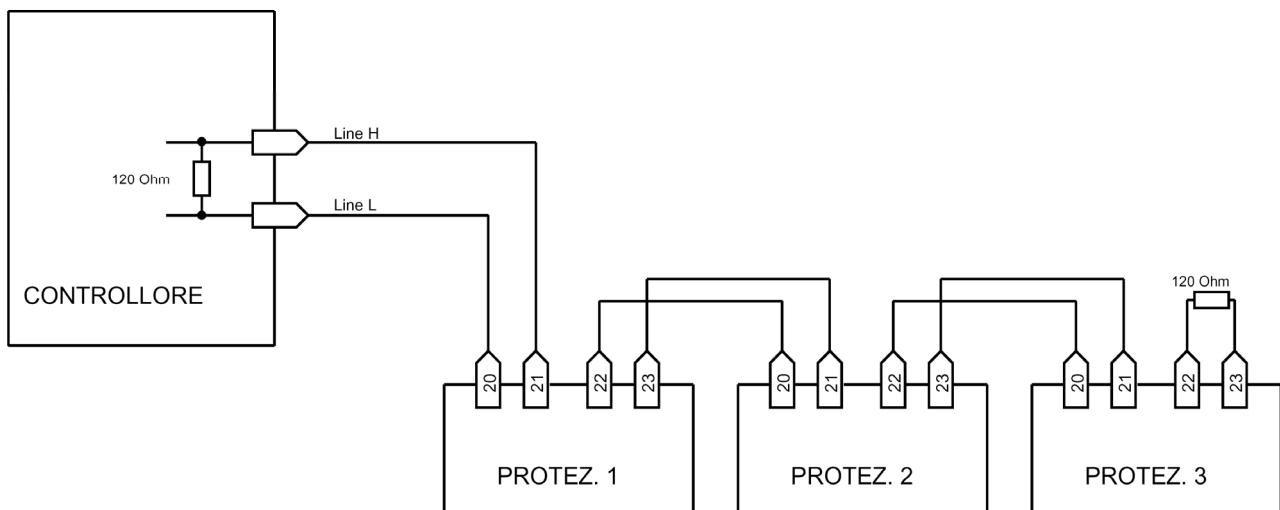 Line H
120 Ohm
Line L
CONTROLLORE
120 Ohm
20 21 22 23
20 21 22 23
20 21 22 23
PROTEZ. 1
PROTEZ. 2
PROTEZ. 3